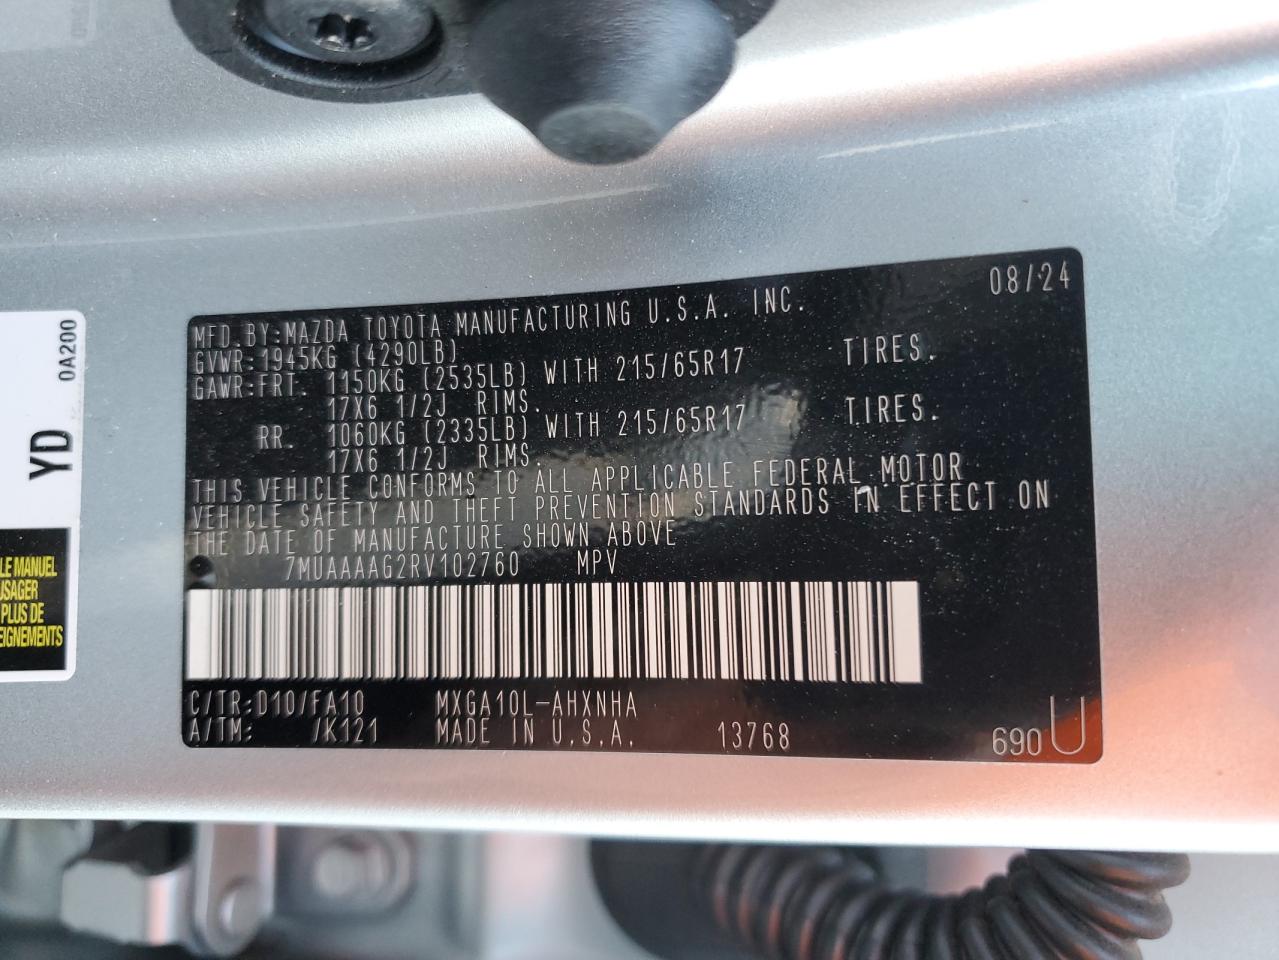 08/24
MFD.BY:MAZDA TOYOTA MANUFACTURING U.S.A. INC.
GVWR:1945KG (4290LB)
GAWR:FRT. 1150KG (2535LB) WITH 215/65R17 TIRES.
17X6 1/2J RIMS.
RR. 1060KG (2335LB) WITH 215/65R17 TIRES.
17X6 1/2J RIMS.
THIS VEHICLE CONFORMS TO ALL APPLICABLE FEDERAL MOTOR
VEHICLE SAFETY AND THEFT PREVENTION STANDARDS IN EFFECT ON
THE DATE OF MANUFACTURE SHOWN ABOVE
7MUAAAAG2RV102760 MPV
C/TR:D10/FA10 MXGA10L-AHXNHA
A/TM: /K121 MADE IN U.S.A. 13768 690 U
0A200
YD
LE MANUEL
PLUS DE